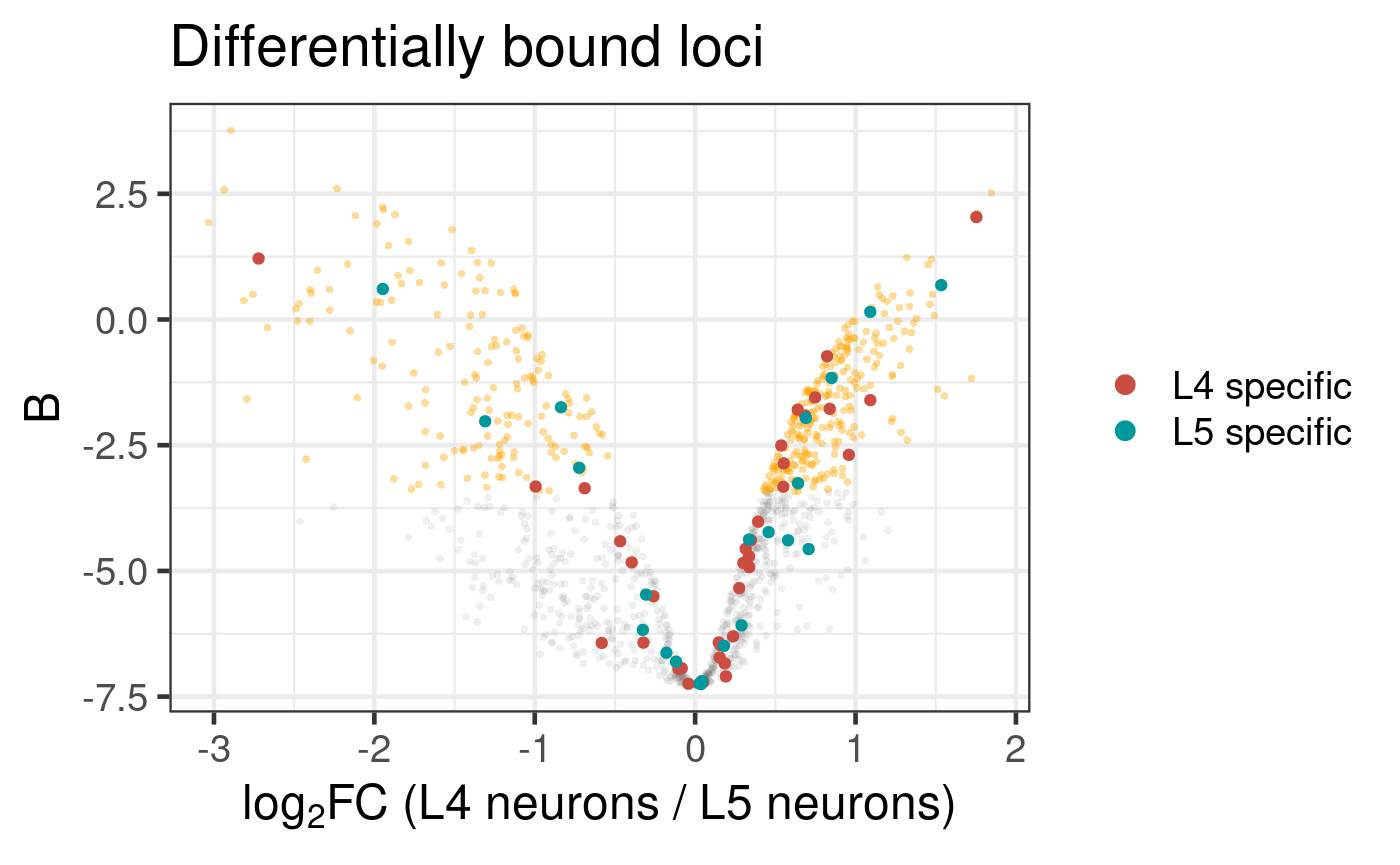 Differentially bound loci
2.5
0.0
-2.5
-5.0
-7.5
B
-3 -2 -1 0 1 2
log₂FC (L4 neurons / L5 neurons)
L4 specific
L5 specific